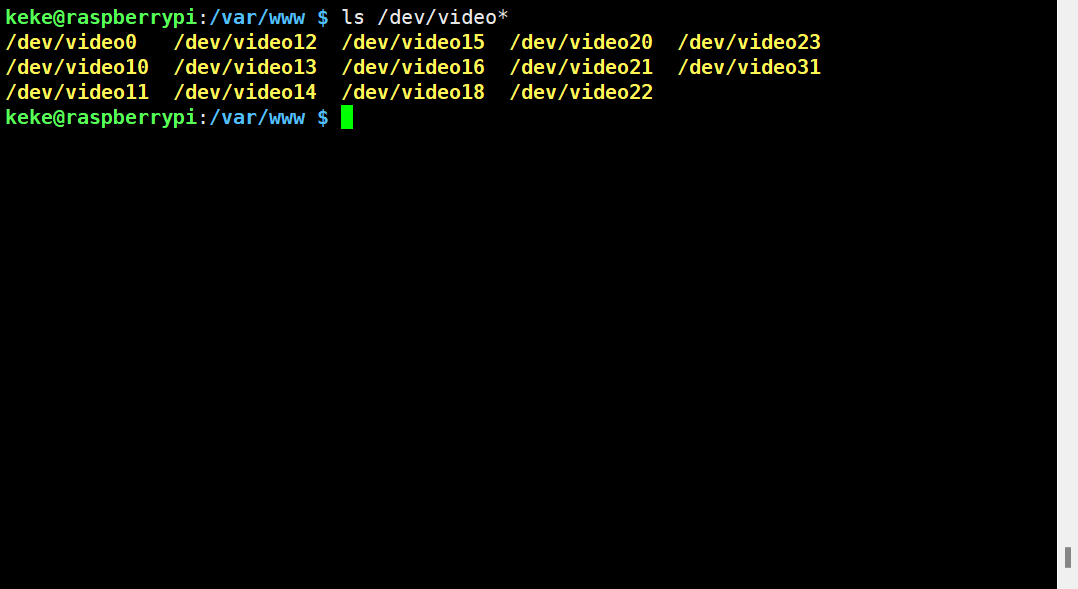 keke@raspberrypi:/var/www $ ls /dev/video*
/dev/video0   /dev/video12  /dev/video15  /dev/video20  /dev/video23
/dev/video10  /dev/video13  /dev/video16  /dev/video21  /dev/video31
/dev/video11  /dev/video14  /dev/video18  /dev/video22
keke@raspberrypi:/var/www $